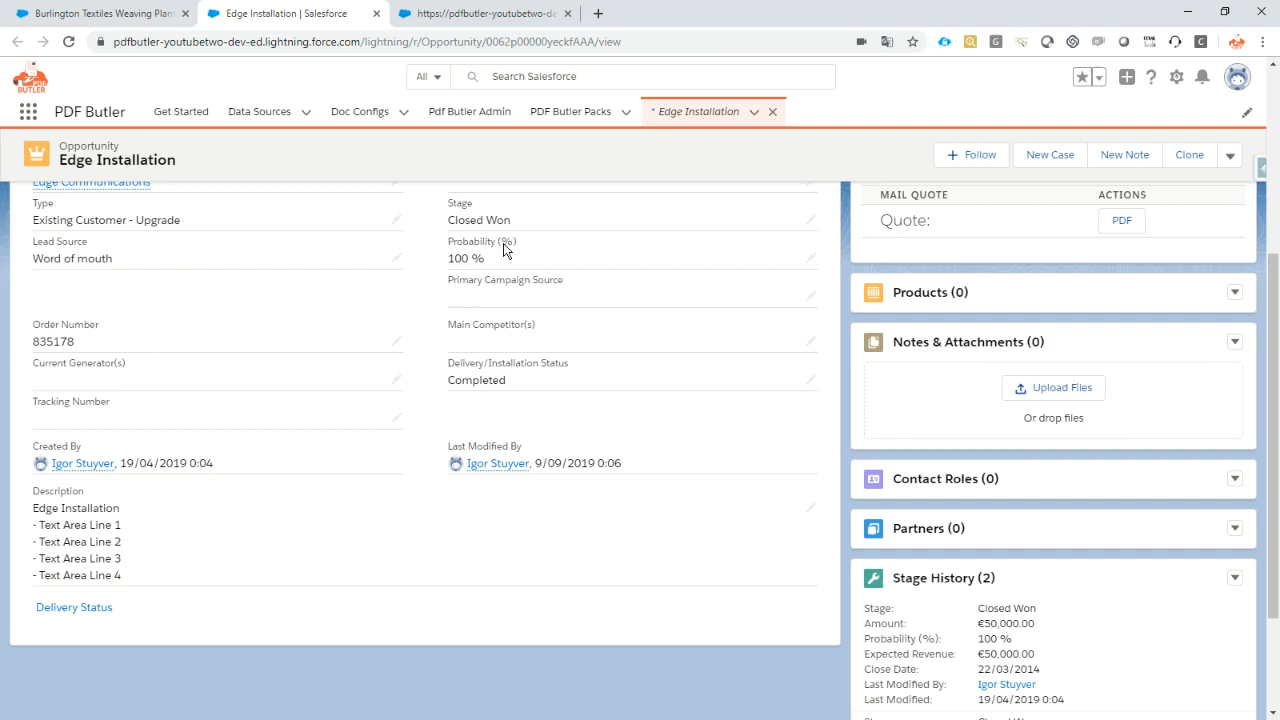 Burlington Textiles Weaving Plan
Edge Installation | Salesforce
https://pdfbutler-youtubetwo-de
pdfbutler-youtubetwo-dev-ed.lightning.force.com/lightning/r/Opportunity/0062p00000yeckfAAA/view
PDF
BUTLER
All
Search Salesforce
PDF Butler
Get Started
Data Sources
Doc Configs
Pdf Butler Admin
PDF Butler Packs
* Edge Installation
Opportunity
Edge Installation
Follow
New Case
New Note
Clone
Edge Communications
Type
Existing Customer - Upgrade
Stage
Closed Won
Lead Source
Word of mouth
Probability (%)
100 %
Primary Campaign Source
Order Number
835178
Main Competitor(s)
Current Generator(s)
Delivery/Installation Status
Completed
Tracking Number
Created By
Igor Stuyver, 19/04/2019 0:04
Last Modified By
Igor Stuyver, 9/09/2019 0:06
Description
Edge Installation
- Text Area Line 1
- Text Area Line 2
- Text Area Line 3
- Text Area Line 4
Delivery Status
MAIL QUOTE ACTIONS
Quote: PDF
Products (0)
Notes & Attachments (0)
Upload Files
Or drop files
Contact Roles (0)
Partners (0)
Stage History (2)
Stage: Closed Won
Amount: €50,000.00
Probability (%): 100 %
Expected Revenue: €50,000.00
Close Date: 22/03/2014
Last Modified By: Igor Stuyver
Last Modified: 19/04/2019 0:04